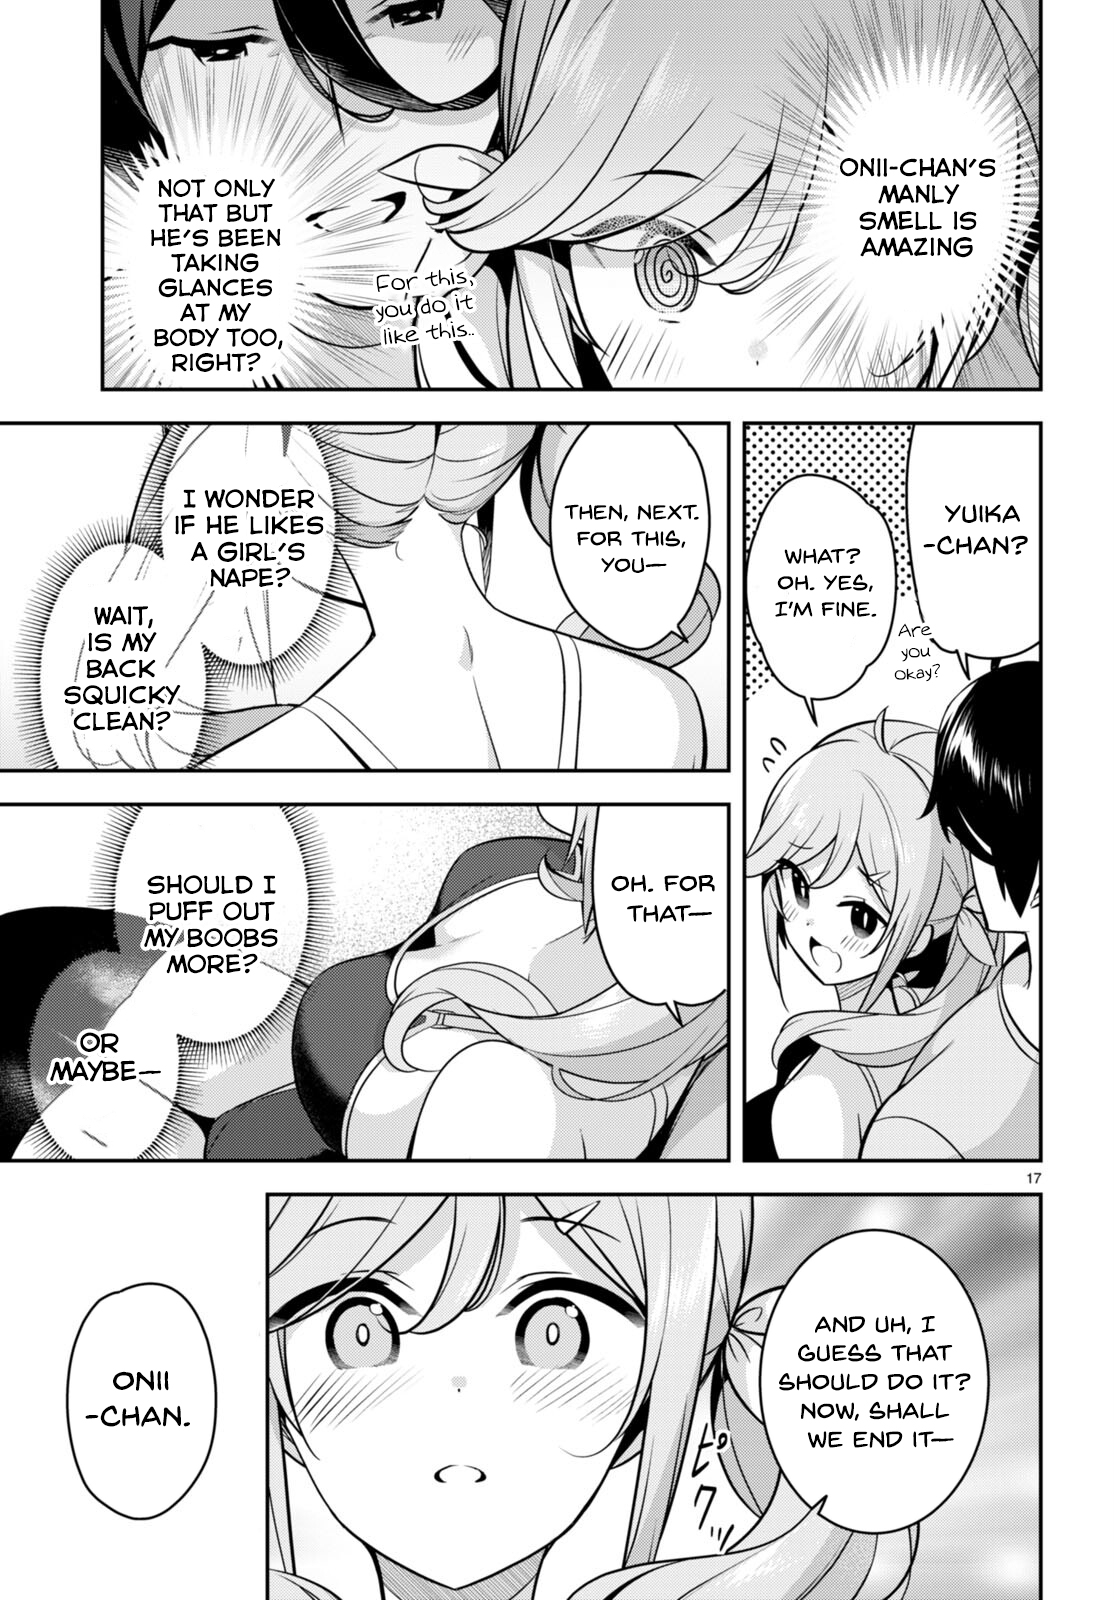 ONII-CHAN'S
MANLY
SMELL IS
AMAZING
NOT ONLY
THAT BUT
HE'S BEEN
TAKING
GLANCES
AT MY
BODY TOO,
RIGHT?
For this,
you do it
like this..
YUIKA
-CHAN?
Are
you
okay?
WHAT?
OH. YES,
I'M FINE.
THEN, NEXT.
FOR THIS,
YOU—
I WONDER
IF HE LIKES
A GIRL'S
NAPE?
WAIT,
IS MY
BACK
SQUICKY
CLEAN?
OH. FOR
THAT—
SHOULD I
PUFF OUT
MY BOOBS
MORE?
OR
MAYBE—
17
AND UH, I
GUESS THAT
SHOULD DO IT?
NOW, SHALL
WE END IT—
ピクッ
ONII
-CHAN.